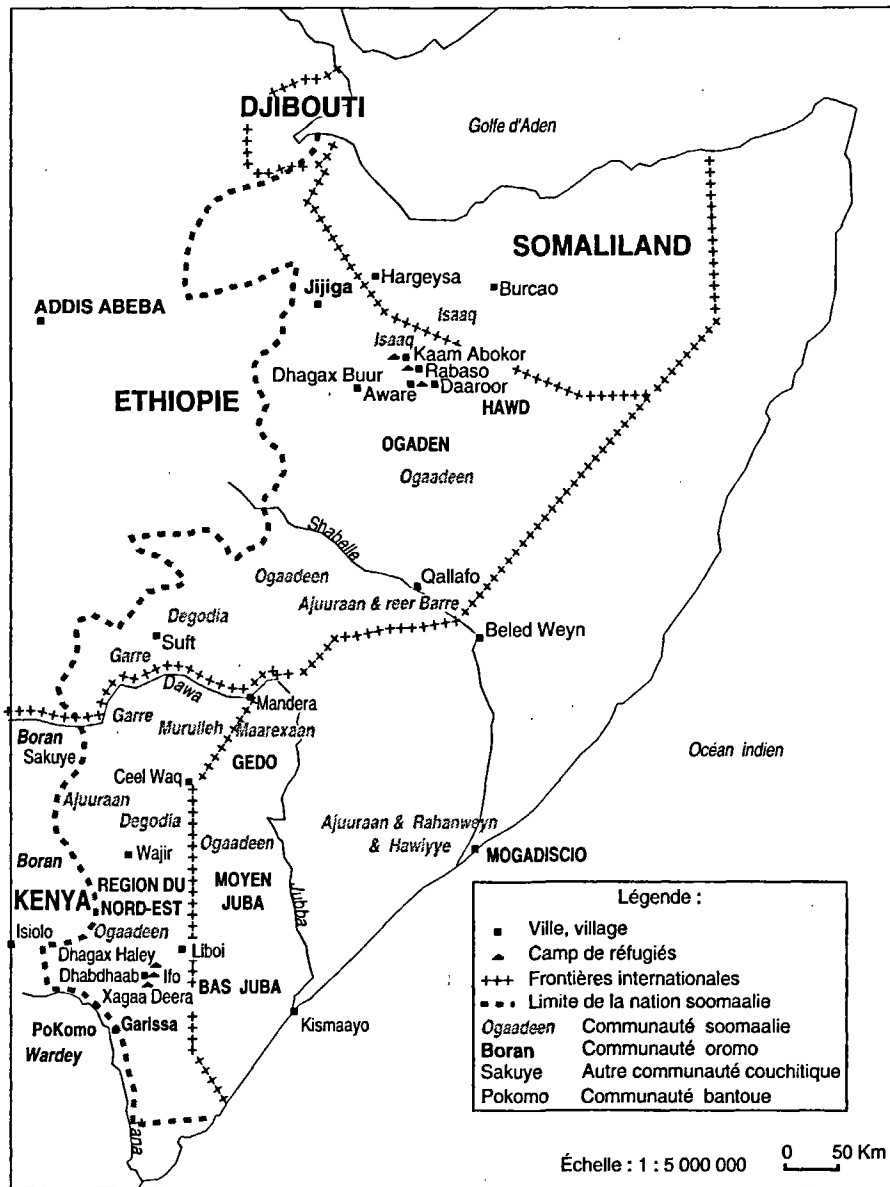 DJIBOUTI
Golfe d'Aden
SOMALILAND
Hargeysa
Burcao
Jijiga
ADDIS ABEBA
Isaaq
Isaaq
Kaam Abokor
Rabaso
Dhagax Buur
Daaroor
Aware
HAWD
ETHIOPIE
OGADEN
Ogaadeen
Shabelle
Ogaadeen
Qallafo
Ajuuraan & reer Barre
Degodia
Suft
Beled Weyn
Garre
Dawa
Mandera
Garre
Murulleh
Maarexaan
Boran
Sakuye
GEDO
Océan indien
Ceel Waq
Ajuuraan
Degodia
Ogaadeen
Ajuuraan & Rahanweyn
& Hawiyye
Boran
Wajir
MOGADISCIO
REGION DU
NORD-EST
MOYEN
JUBA
Jubba
KENYA
Isiolo
Ogaadeen
Liboi
Dhagax Haley
Dhabdhaab
Ifo
Xagaa Deera
BAS JUBA
Garissa
Kismaayo
PoKomo
Wardey
Tana
Légende :
Ville, village
Camp de réfugiés
Frontières internationales
Limite de la nation soomaalie
Ogaadeen Communauté soomaalie
Boran Communauté oromo
Sakuye Autre communauté couchitique
Pokomo Communauté bantoue
Échelle : 1 : 5 000 000
0 50 Km